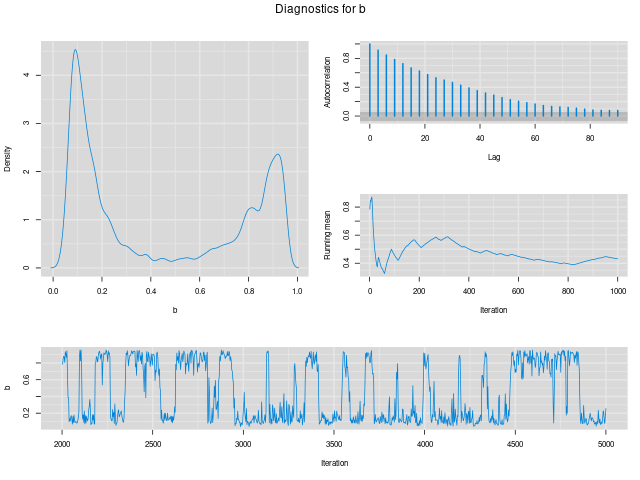 Diagnostics for b
Density
0 1 2 3 4
0.0 0.2 0.4 0.6 0.8 1.0
b
Autocorrelation
0.0 0.4 0.8
0 20 40 60 80
Lag
Running mean
0.4 0.6 0.8
0 200 400 600 800 1000
Iteration
b
0.2 0.6
2000 2500 3000 3500 4000 4500 5000
Iteration